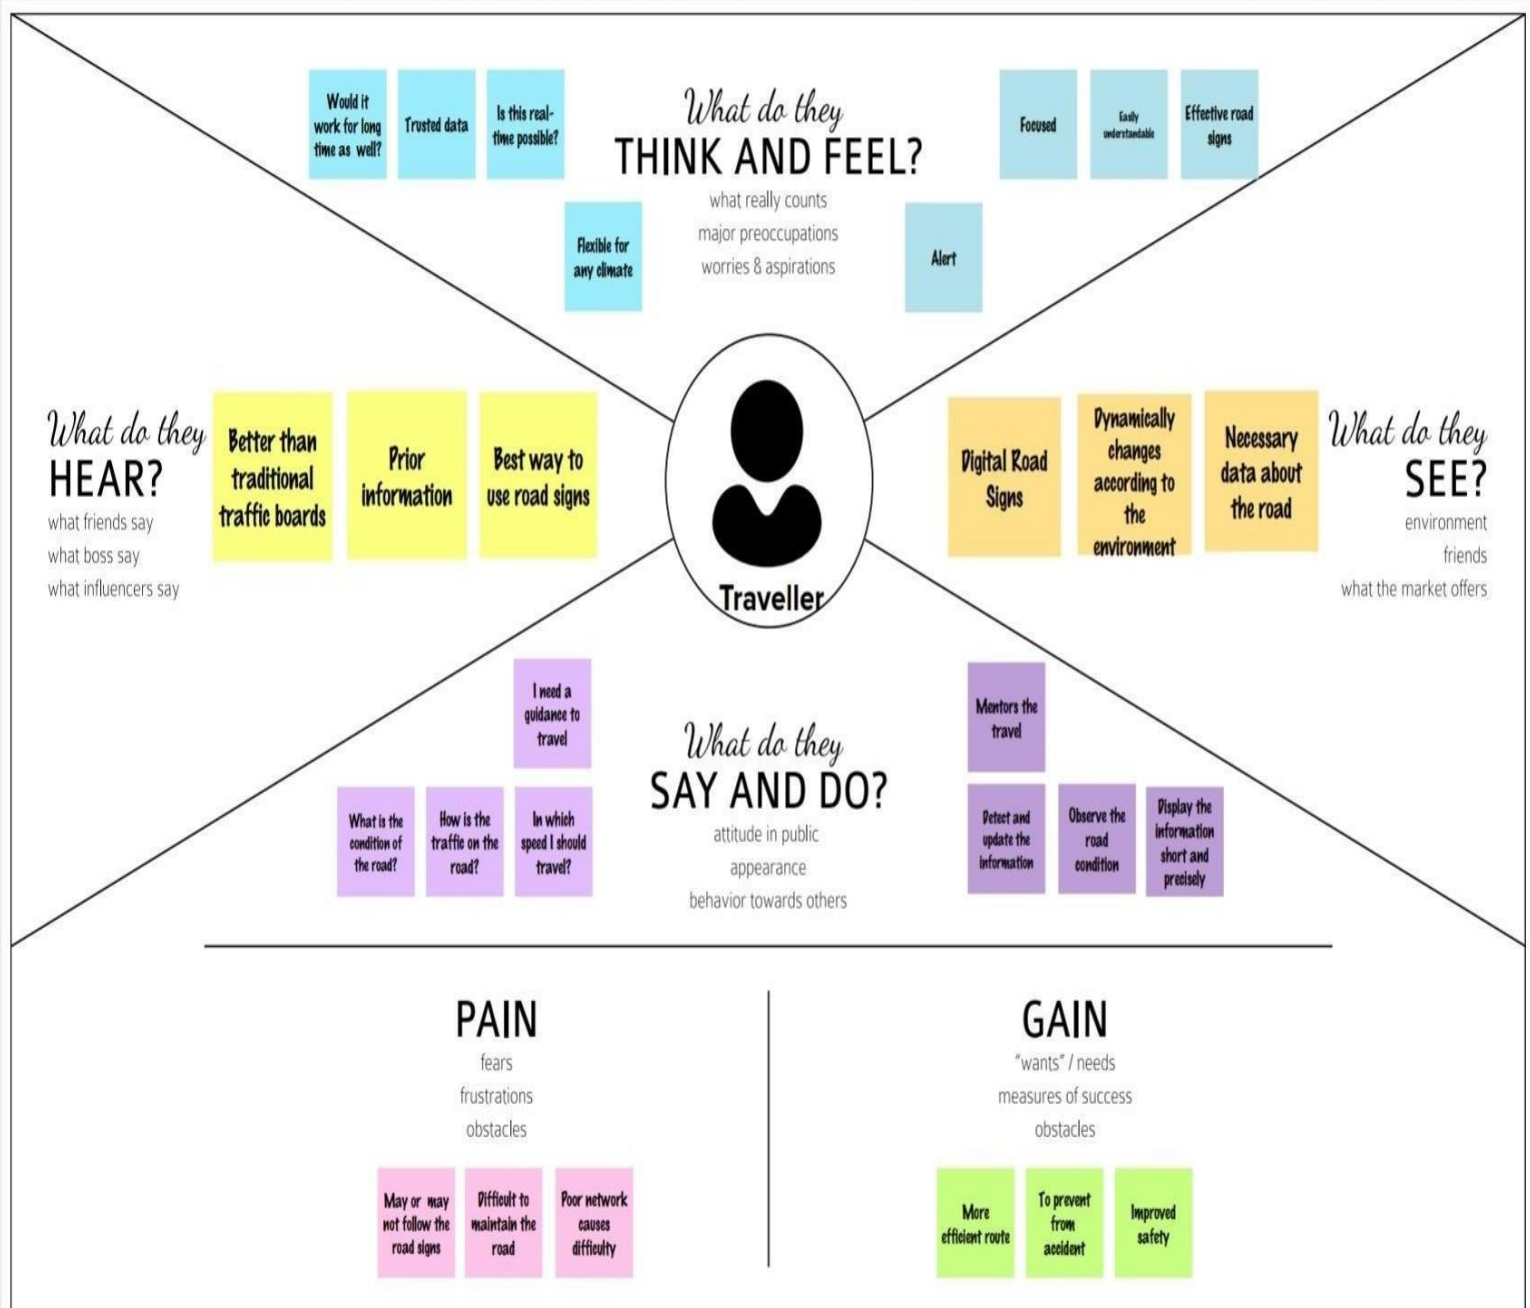 Would it
work for long
time as well?
Trusted data
Is this real-
time possible?
Flexible for
any climate
What do they
THINK AND FEEL?
what really counts
major preoccupations
worries & aspirations
Focused
Easily
understandable
Effective road
signs
Alert
What do they
HEAR?
what friends say
what boss say
what influencers say
Better than
traditional
traffic boards
Prior
information
Best way to
use road signs
Traveller
Digital Road
Signs
Dynamically
changes
according to
the
environment
Necessary
data about
the road
What do they
SEE?
environment
friends
what the market offers
I need a
guidance to
travel
What is the
condition of
the road?
How is the
traffic on the
road?
In which
speed I should
travel?
What do they
SAY AND DO?
attitude in public
appearance
behavior towards others
Mentors the
travel
Detect and
update the
information
Observe the
road
condition
Display the
information
short and
precisely
PAIN
fears
frustrations
obstacles
May or may
not follow the
road signs
Difficult to
maintain the
road
Poor network
causes
difficulty
GAIN
"wants" / needs
measures of success
obstacles
More
efficient route
To prevent
from
accident
Improved
safety